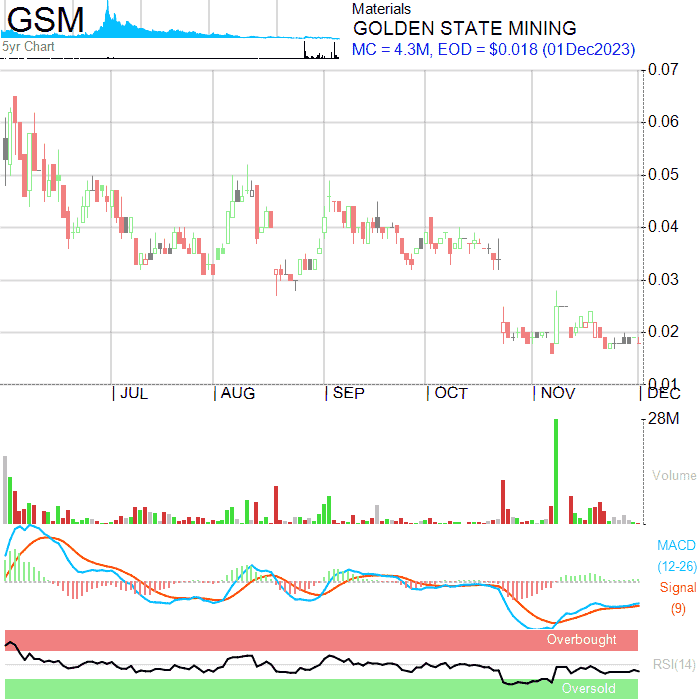 GSM
5yr Chart
Materials
GOLDEN STATE MINING
MC = 4.3M, EOD = $0.018 (01Dec2023)
0.07
0.06
0.05
0.04
0.03
0.02
0.01
JUL
AUG
SEP
OCT
NOV
DEC
28M
Volume
MACD
(12-26)
Signal
(9)
Overbought
RSI(14)
Oversold